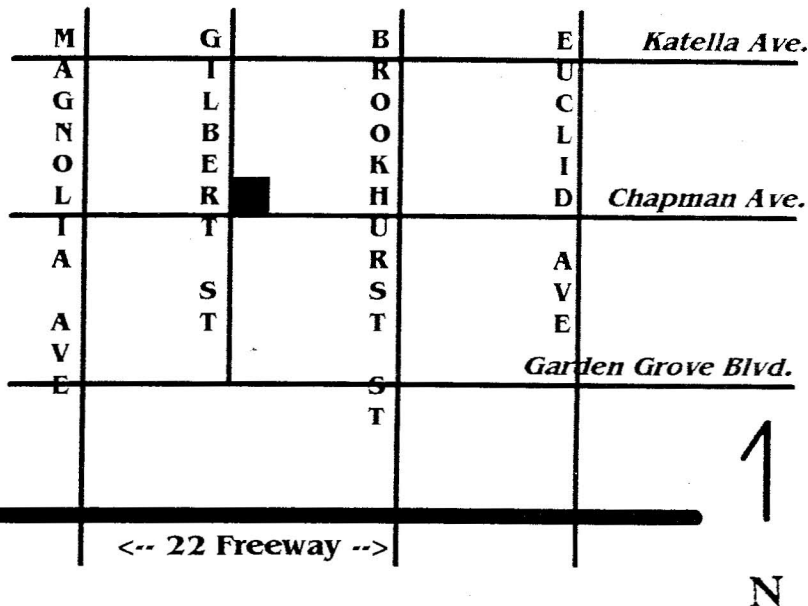 MAGNOLIA AVE
GILBERT ST
BROOKHURST ST
EUCLID AVE
Katella Ave.
Chapman Ave.
Garden Grove Blvd.
<-- 22 Freeway -->
N